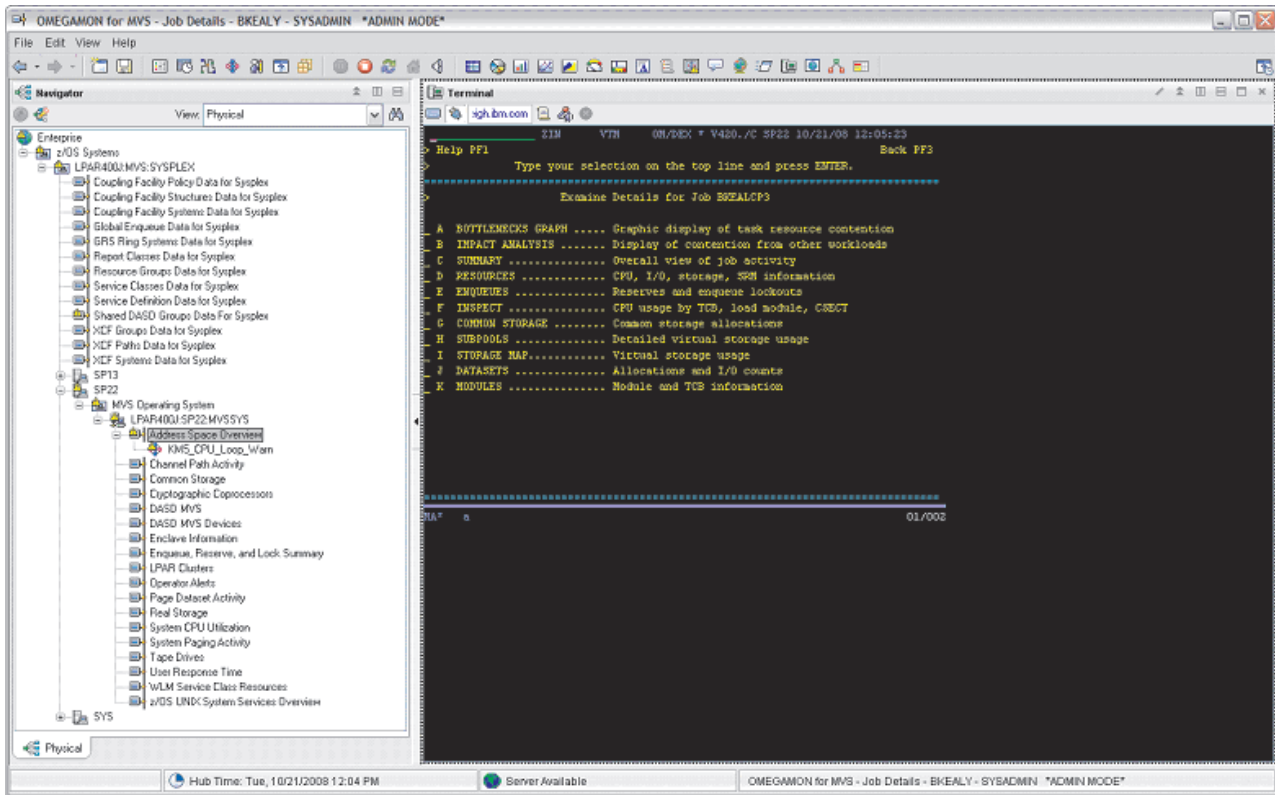 OMEGAMON for MVS - Job Details - BKEALY - SYSADMIN *ADMIN MODE*
File Edit View Help
Navigator
View: Physical
Enterprise
z/OS Systems
LPAR400J:MVS:SYSPLEX
Coupling Facility Policy Data for Sysplex
Coupling Facility Structures Data for Sysplex
Coupling Facility Systems Data for Sysplex
Global Enqueue Data for Sysplex
GRS Ring Systems Data for Sysplex
Report Classes Data for Sysplex
Resource Groups Data for Sysplex
Service Classes Data for Sysplex
Service Definition Data for Sysplex
Shared DASD Groups Data For Sysplex
XCF Groups Data for Sysplex
XCF Paths Data for Sysplex
XCF Systems Data for Sysplex
SP13
SP22
MVS Operating System
LPAR400J:SP22:MVSSYS
Address Space Overview
KM5_CPU_Loop_Warn
Channel Path Activity
Common Storage
Cryptographic Coprocessors
DASD MVS
DASD MVS Devices
Enclave Information
Enqueue, Reserve, and Lock Summary
LPAR Clusters
Operator Alerts
Page Dataset Activity
Real Storage
System CPU Utilization
System Paging Activity
Tape Drives
User Response Time
WLM Service Class Resources
z/OS UNIX System Services Overview
SYS
Physical
Terminal
sigh.ibm.com
ZIN VTM OM/DEX * V420./C SP22 10/21/08 12:05:23
> Help PF1 Back PF3
> Type your selection on the top line and press ENTER.
> Examine Details for Job BKEALCP3
_ A BOTTLENECKS GRAPH ..... Graphic display of task resource contention
_ B IMPACT ANALYSIS ....... Display of contention from other workloads
_ C SUMMARY ............... Overall view of job activity
_ D RESOURCES ............. CPU, I/O, storage, SRM information
_ E ENQUEUES .............. Reserves and enqueue lockouts
_ F INSPECT ............... CPU usage by TCB, load module, CSECT
_ G COMMON STORAGE ........ Common storage allocations
_ H SUBPOOLS .............. Detailed virtual storage usage
_ I STORAGE MAP............ Virtual storage usage
_ J DATASETS .............. Allocations and I/O counts
_ K MODULES ............... Module and TCB information
MA* a 01/002
Hub Time: Tue, 10/21/2008 12:04 PM
Server Available
OMEGAMON for MVS - Job Details - BKEALY - SYSADMIN *ADMIN MODE*